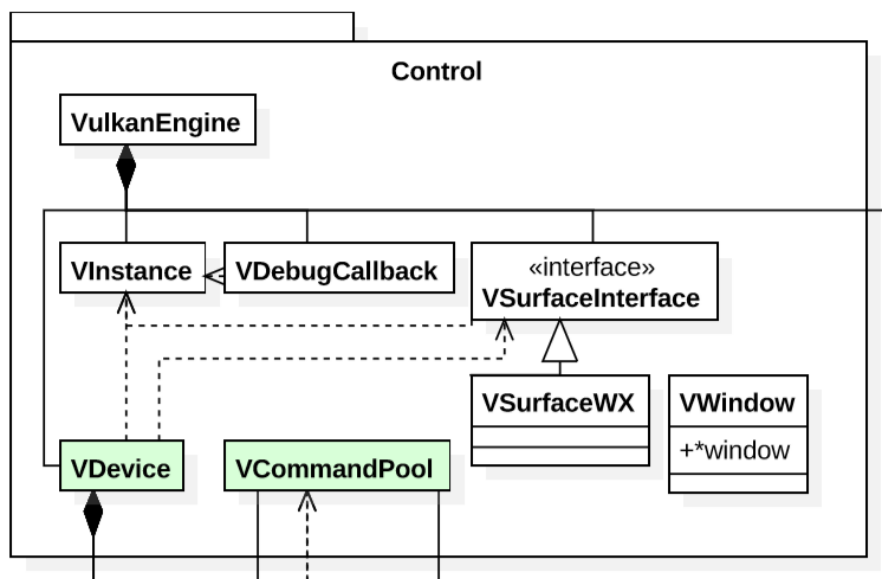 Control
VulkanEngine
VInstance
VDebugCallback
«interface»
VSurfaceInterface
VSurfaceWX
VWindow
+*window
VDevice
VCommandPool